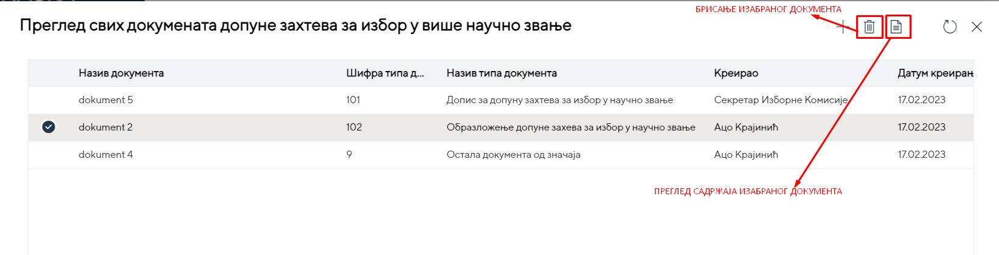 БРИСАЊЕ ИЗАБРАНОГ ДОКУМЕНТА
Преглед свих докумената допуне захтева за избор у више научно звање
Назив документа Шифра типа д... Назив типа документа Креирао Датум креирањ
dokument 5 101 Допис за допуну захтева за избор у научно звање Секретар Изборне Комисије 17.02.2023
dokument 2 102 Образложење допуне захева за избор у научно звање Ацо Крајинић 17.02.2023
dokument 4 9 Остала документа од значаја Ацо Крајинић 17.02.2023
ПРЕГЛЕД САДРЖАЈА ИЗАБРАНОГ ДОКУМЕНТА